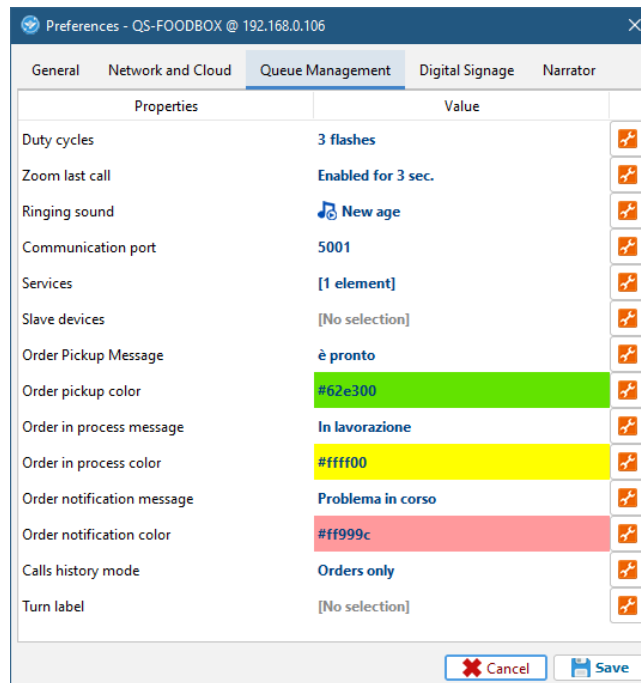 Preferences - QS-FOODBOX @ 192.168.0.106
General Network and Cloud Queue Management Digital Signage Narrator
Properties Value
Duty cycles 3 flashes
Zoom last call Enabled for 3 sec.
Ringing sound New age
Communication port 5001
Services [1 element]
Slave devices [No selection]
Order Pickup Message è pronto
Order pickup color #62e300
Order in process message In lavorazione
Order in process color #ffff00
Order notification message Problema in corso
Order notification color #ff999c
Calls history mode Orders only
Turn label [No selection]
Cancel Save